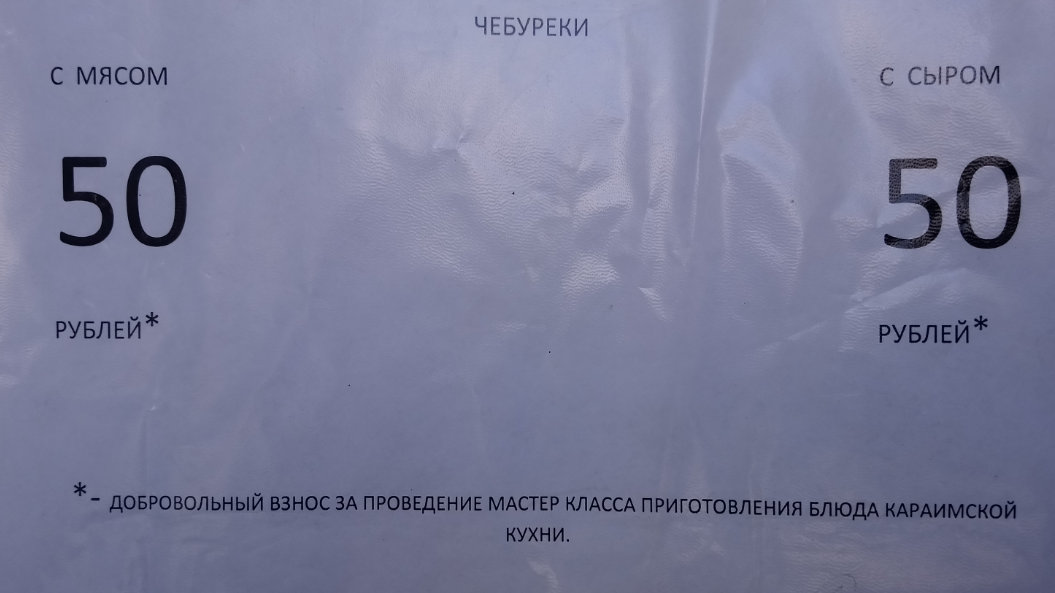 ЧЕБУРЕКИ
С МЯСОМ
50
РУБЛЕЙ*
С СЫРОМ
50
РУБЛЕЙ*
*- ДОБРОВОЛЬНЫЙ ВЗНОС ЗА ПРОВЕДЕНИЕ МАСТЕР КЛАССА ПРИГОТОВЛЕНИЯ БЛЮДА КАРАИМСКОЙ
КУХНИ.